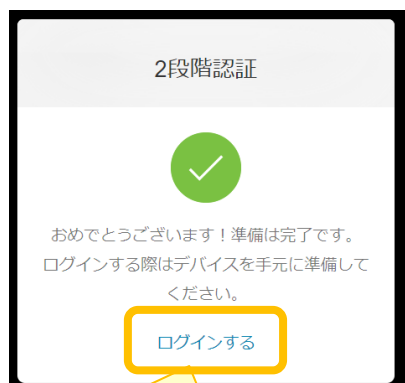 2段階認証
おめでとうございます！準備は完了です。
ログインする際はデバイスを手元に準備して
ください。
ログインする